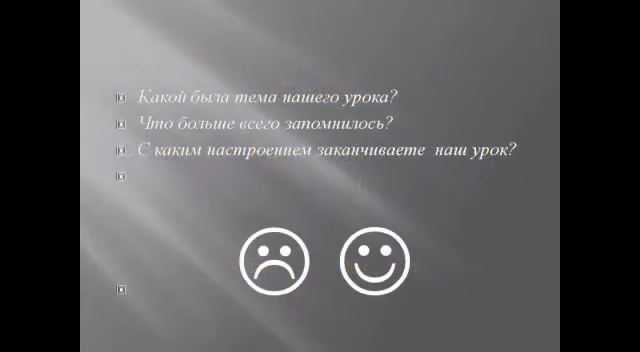 Какой была тема нашего урока?
Что больше всего запомнилось?
С каким настроением заканчиваете наш урок?